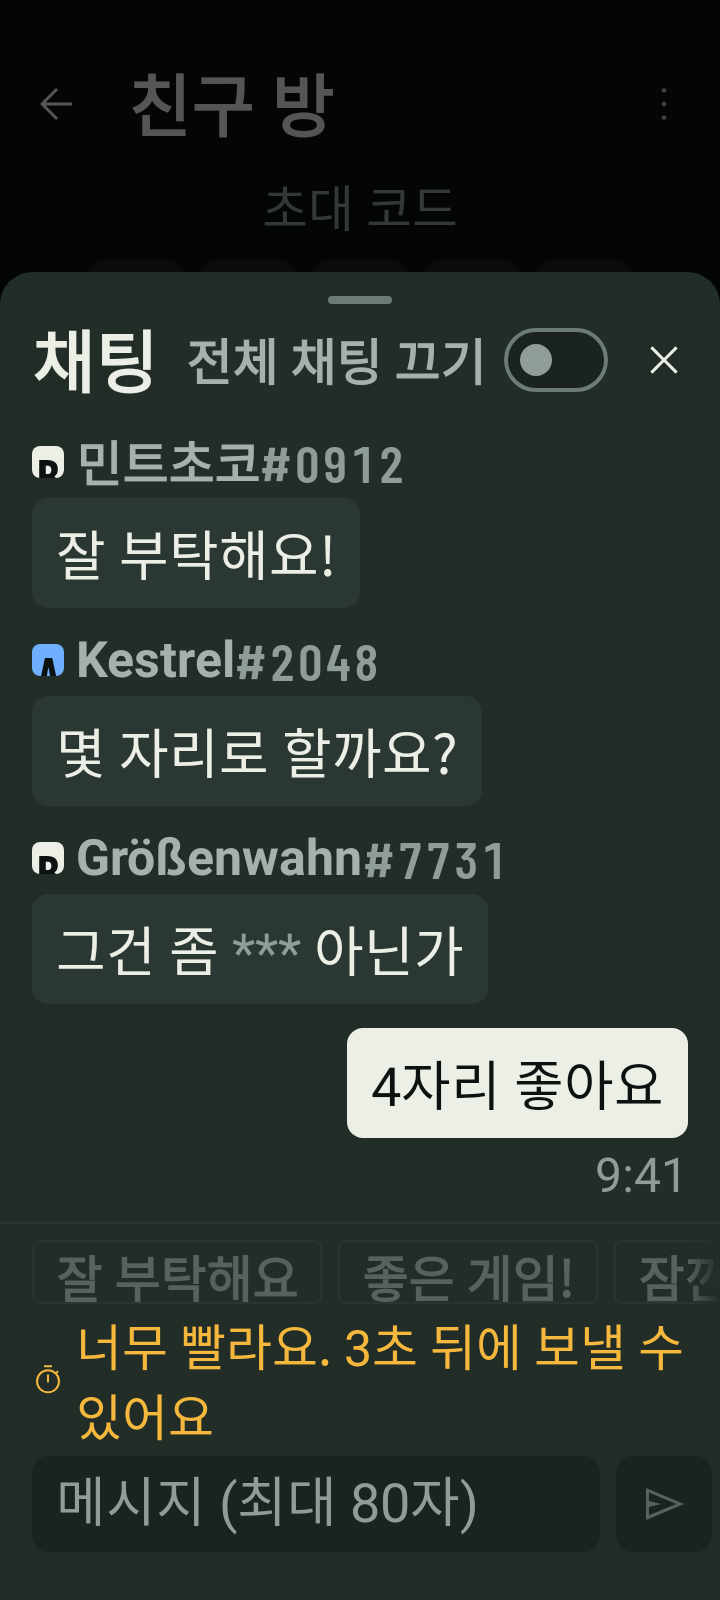 친구 방
초대 코드
채팅 전체 채팅 끄기
민트초코#0912
잘 부탁해요!
Kestrel#2048
몇 자리로 할까요?
Größenwahn#7731
그건 좀 *** 아닌가
4자리 좋아요
9:41
잘 부탁해요 좋은 게임!
너무 빨라요. 3초 뒤에 보낼 수
있어요
메시지 (최대 80자)